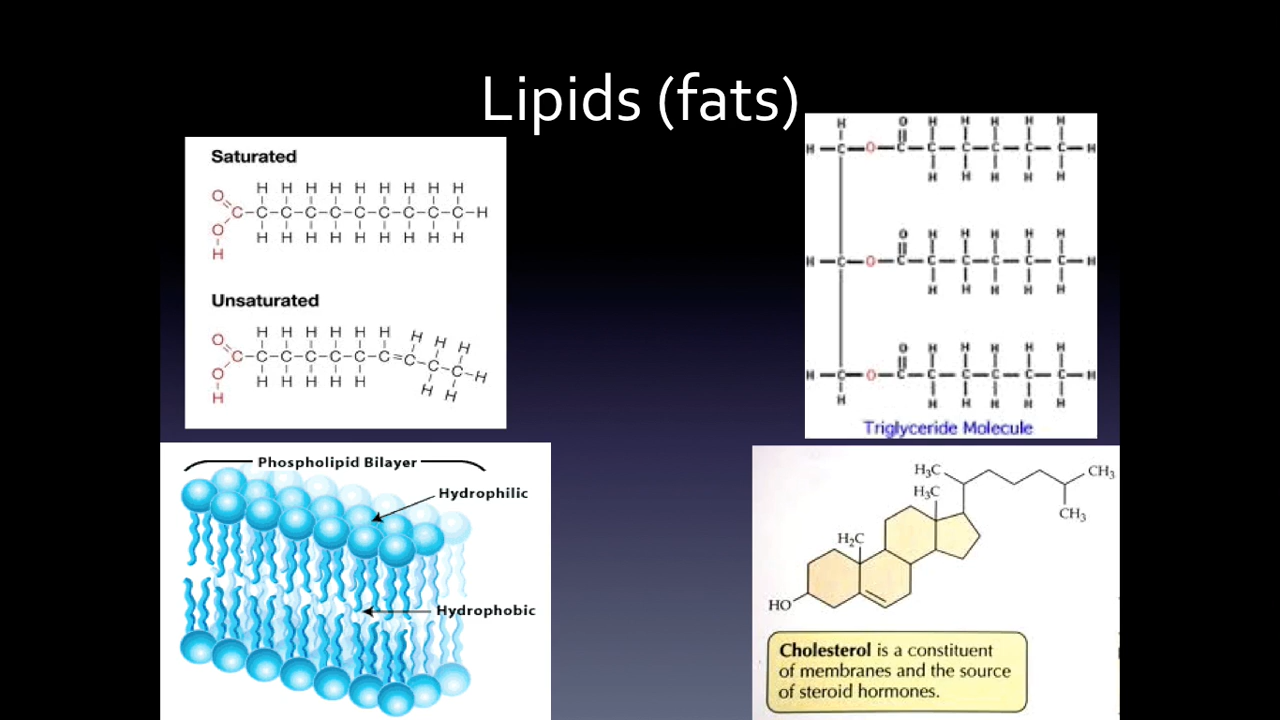 Lipids (fats)
Saturated
H H H H H H H H H
O
C-C-C-C-C-C-C-C-C-C-H
O
H H H H H H H H H
H
Unsaturated
H H H H H H H H H
O
C-C-C-C-C-C-C=C-C-C-H
O
H H H H H H H
H
H O H H H H H
H-C-O-C-C-C-C-C-C-H
H H H H H
O H H H H H
H-C-O-C-C-C-C-C-C-H
H H H H H
O H H H H H
H-C-O-C-C-C-C-C-C-H
H H H H H H
Triglyceride Molecule
Phospholipid Bilayer
Hydrophilic
Hydrophobic
H₃C
CH₃
H₃C
CH₃
H₂C
HO
Cholesterol is a constituent
of membranes and the source
of steroid hormones.